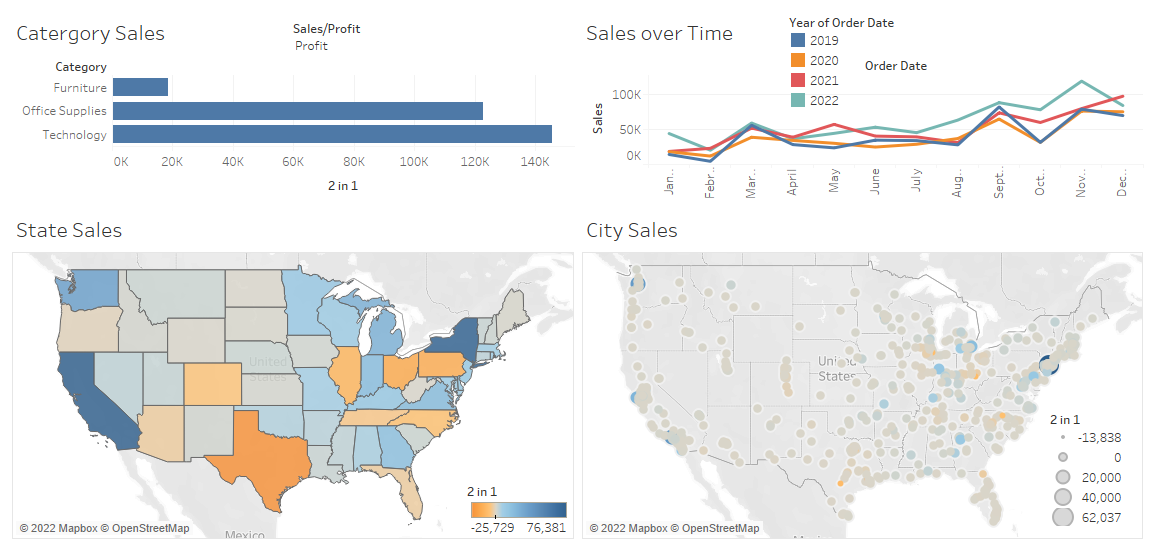 Catergory Sales
Sales/Profit
Profit
Category
Furniture
Office Supplies
Technology
0K 20K 40K 60K 80K 100K 120K 140K
2 in 1
Sales over Time
Year of Order Date
2019
2020
2021
2022
Order Date
Sales
100K
50K
0K
Jan..
Febr..
Mar..
April
May
June
July
Aug..
Sept..
Oct..
Nov..
Dec..
State Sales
United
States
Mexico
2 in 1
-25,729 76,381
© 2022 Mapbox © OpenStreetMap
City Sales
United
States
Mexico
2 in 1
-13,838
0
20,000
40,000
62,037
© 2022 Mapbox © OpenStreetMap